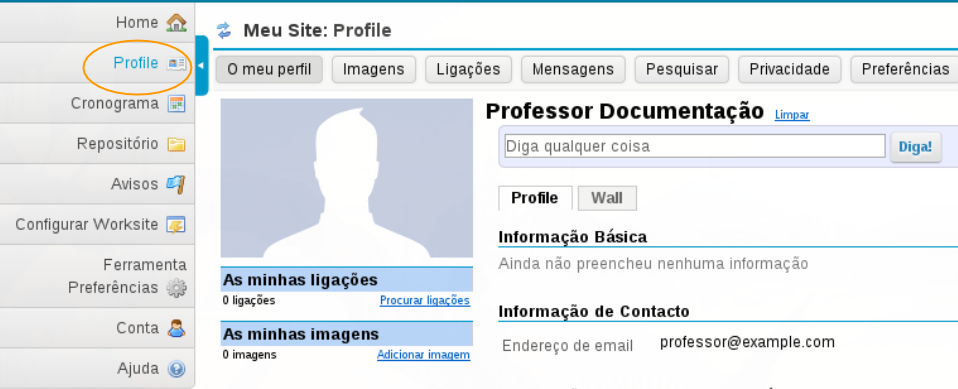 Home
Profile
Cronograma
Repositório
Avisos
Configurar Worksite
Ferramenta
Preferências
Conta
Ajuda
Meu Site: Profile
O meu perfil Imagens Ligações Mensagens Pesquisar Privacidade Preferências
As minhas ligações
0 ligações Procurar ligações
As minhas imagens
0 imagens Adicionar imagem
Professor Documentação Limpar
Diga qualquer coisa Diga!
Profile Wall
Informação Básica
Ainda não preencheu nenhuma informação
Informação de Contacto
Endereço de email professor@example.com